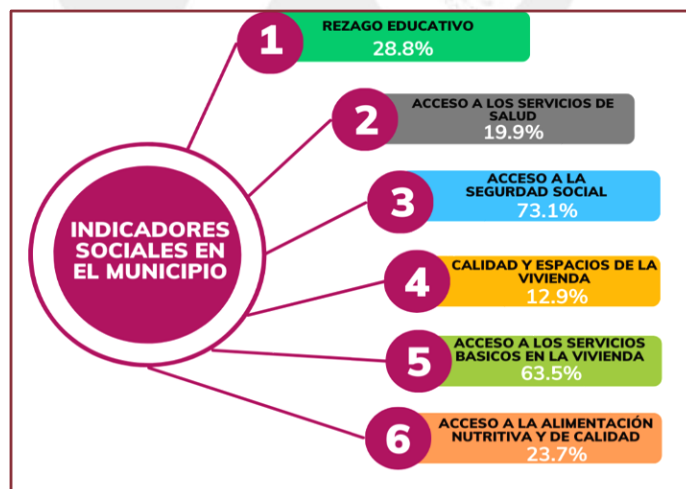 INDICADORES
SOCIALES EN
EL MUNICIPIO
1
REZAGO EDUCATIVO
28.8%
2
ACCESO A LOS SERVICIOS DE
SALUD
19.9%
3
ACCESO A LA
SEGURDAD SOCIAL
73.1%
4
CALIDAD Y ESPACIOS DE LA
VIVIENDA
12.9%
5
ACCESO A LOS SERVICIOS
BASICOS EN LA VIVIENDA
63.5%
6
ACCESO A LA ALIMENTACIÓN
NUTRITIVA Y DE CALIDAD
23.7%